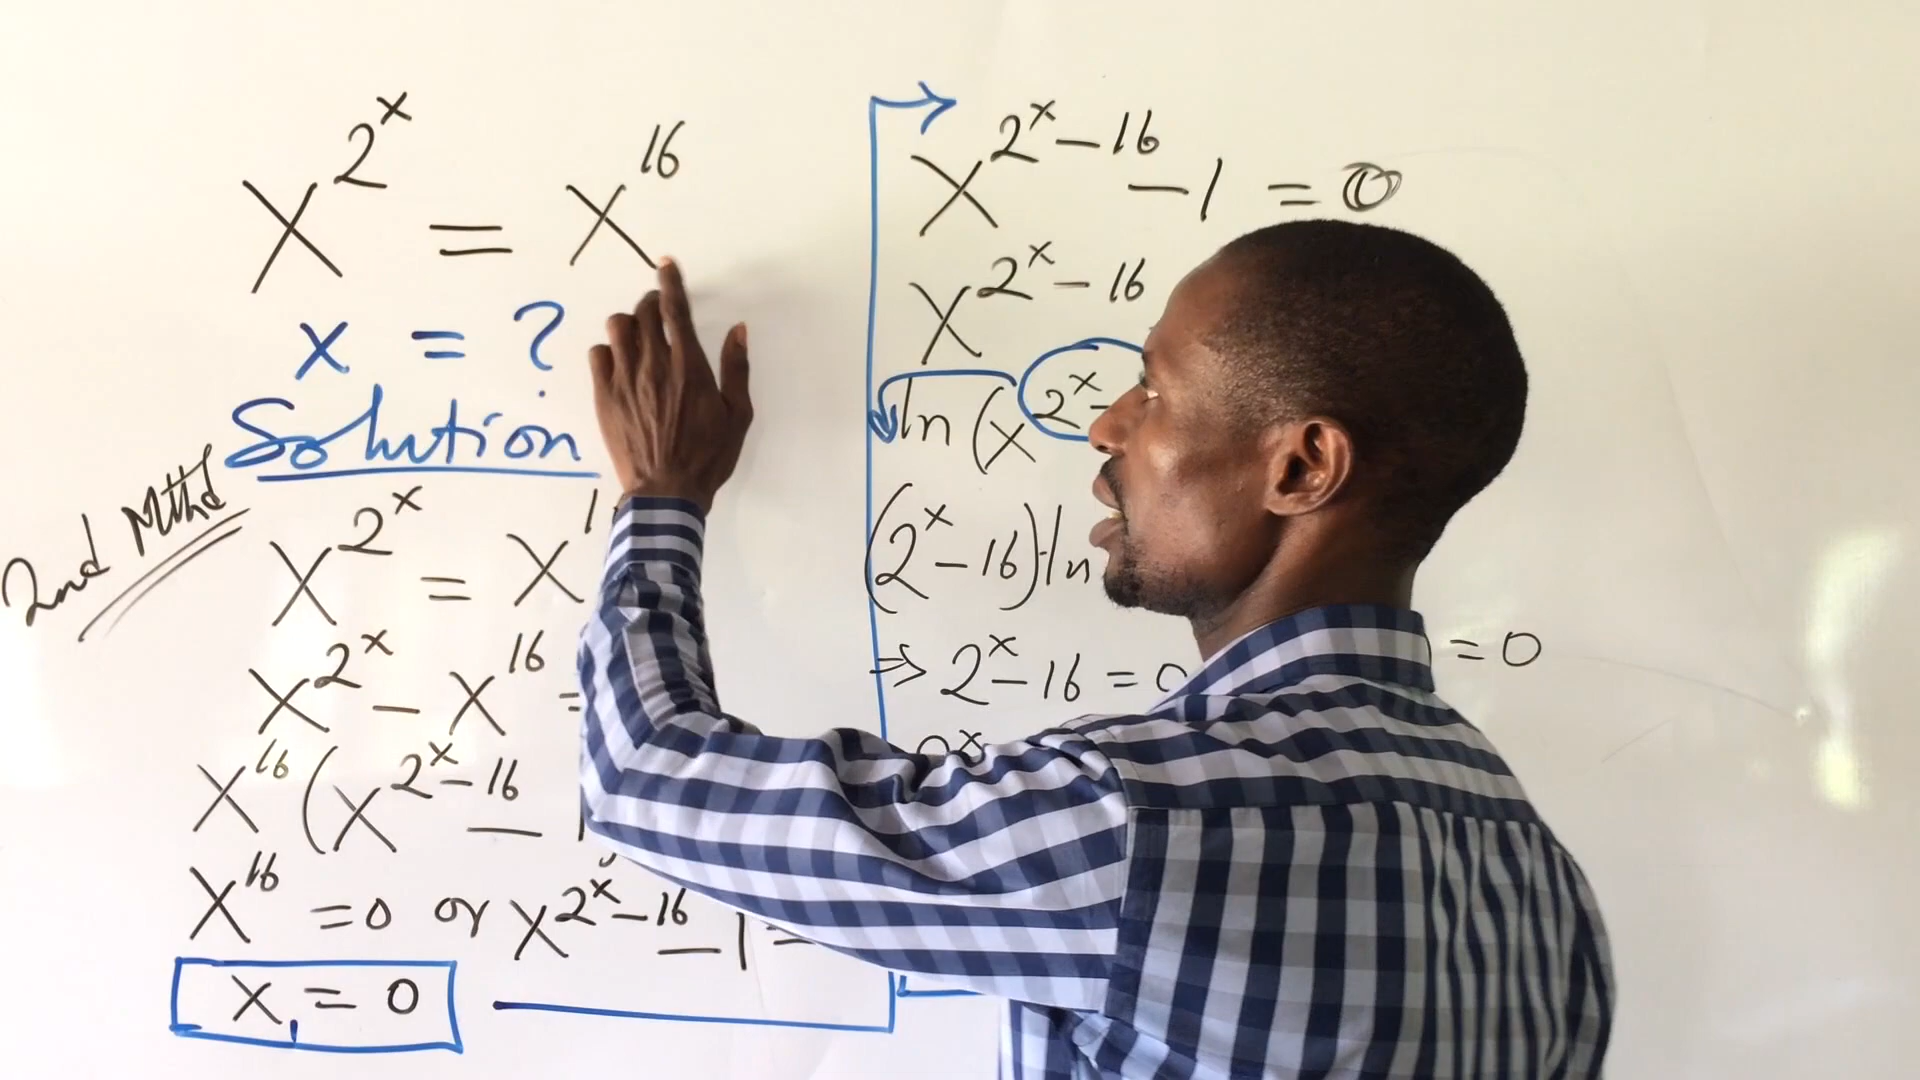 x^2^x = x^16
x = ?
Solution
2nd Mthd
x^2^x = x^1
x^2^x - x^16 =
x^16 (x^2^x-16 - 1
x^16 = 0 or x^2^x-16 - 1 =
x₁ = 0
x^2^x-16 - 1 = 0
x^2^x-16
ln (x^2^x-
(2^x - 16) · ln
⇒ 2^x - 16 = 0 ) = 0
2^x